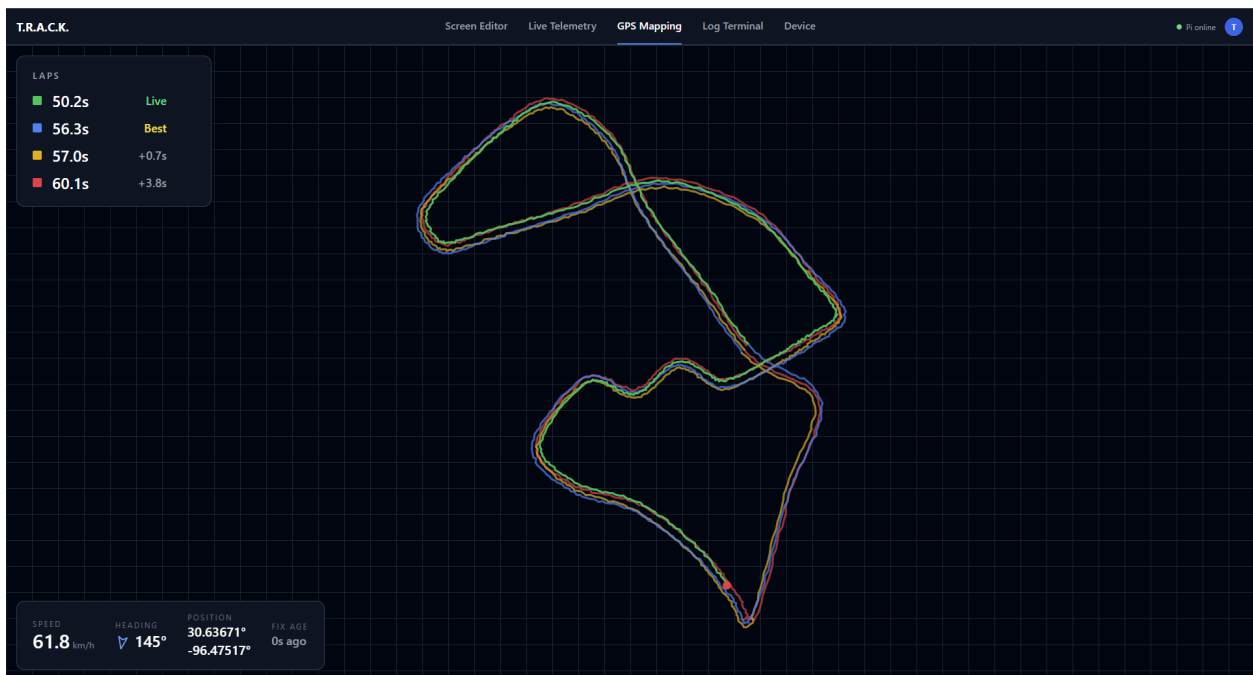 T.R.A.C.K.
Screen Editor Live Telemetry GPS Mapping Log Terminal Device
Pi online T
LAPS
50.2s Live
56.3s Best
57.0s +0.7s
60.1s +3.8s
SPEED
61.8 km/h
HEADING
145°
POSITION
30.63671°
-96.47517°
FIX AGE
0s ago